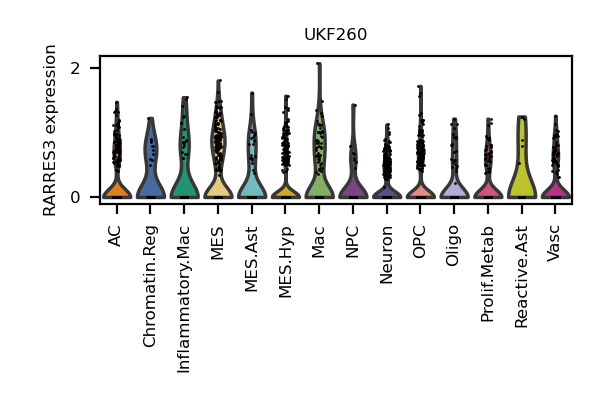 UKF260
RARRES3 expression
2
0
AC
Chromatin.Reg
Inflammatory.Mac
MES
MES.Ast
MES.Hyp
Mac
NPC
Neuron
OPC
Oligo
Prolif.Metab
Reactive.Ast
Vasc